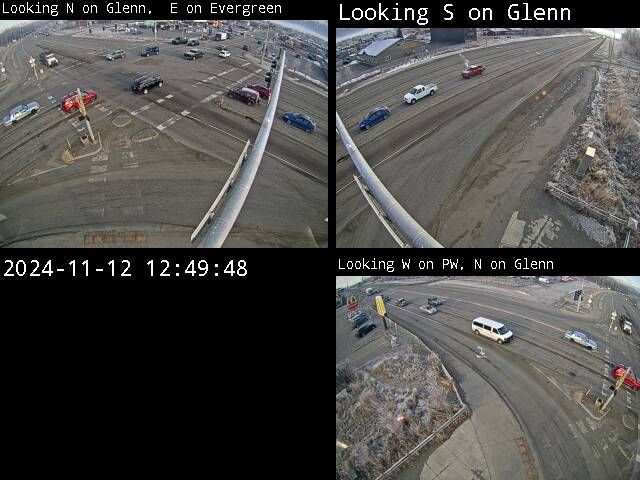 Looking N on Glenn,  E on Evergreen
Looking S on Glenn
2024-11-12 12:49:48
Looking W on PW, N on Glenn